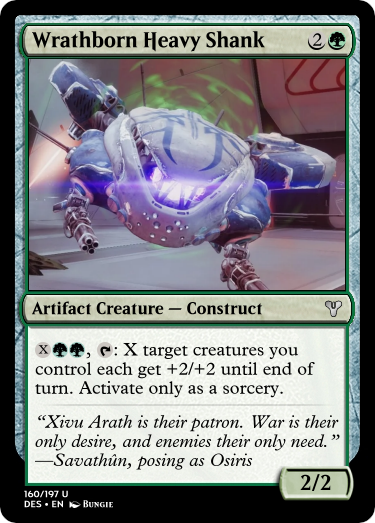 Wrathborn Heavy Shank 2
Artifact Creature — Construct
X, : X target creatures you
control each get +2/+2 until end of
turn. Activate only as a sorcery.
“Xivu Arath is their patron. War is their
only desire, and enemies their only need.”
—Savathûn, posing as Osiris
2/2
160/197 U
DES • EN Bungie